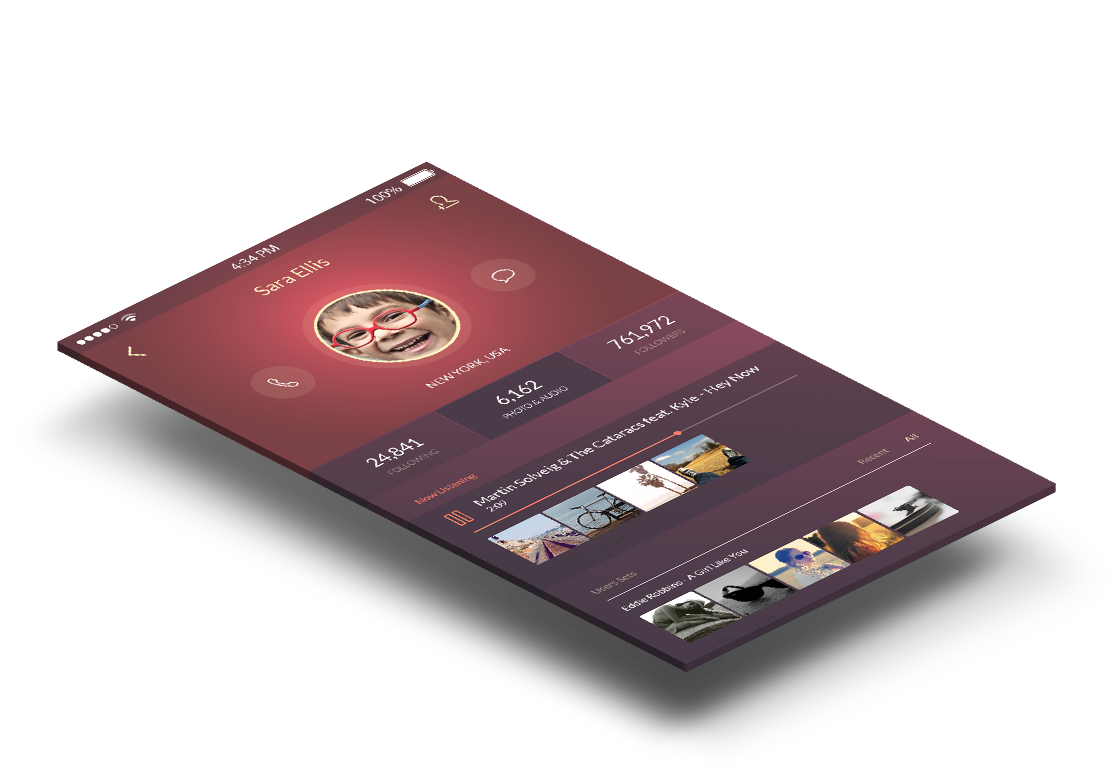 100%
4:34 PM
Sara Ellis
NEW YORK, USA
24,841
FOLLOWING
6,162
PHOTO & AUDIO
761,972
FOLLOWERS
Now Listening
Martin Solveig & The Cataracs feat. Kyle - Hey Now
2:09
Users Sets
Recent
All
Eddie Robbins - A Girl Like You